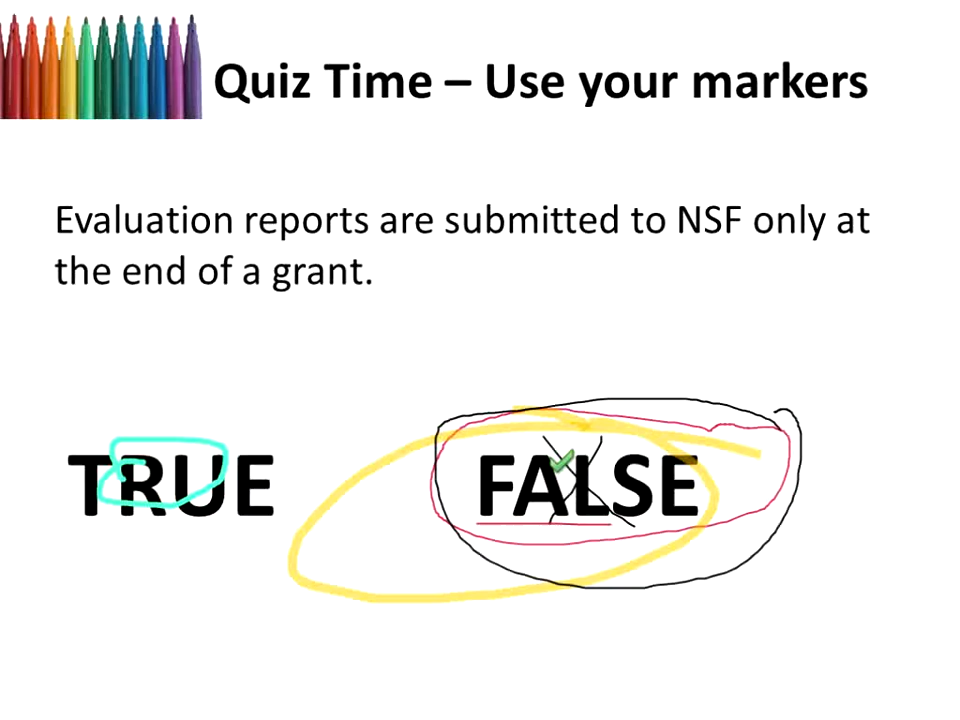 Quiz Time – Use your markers
Evaluation reports are submitted to NSF only at
the end of a grant.
TRUE FALSE